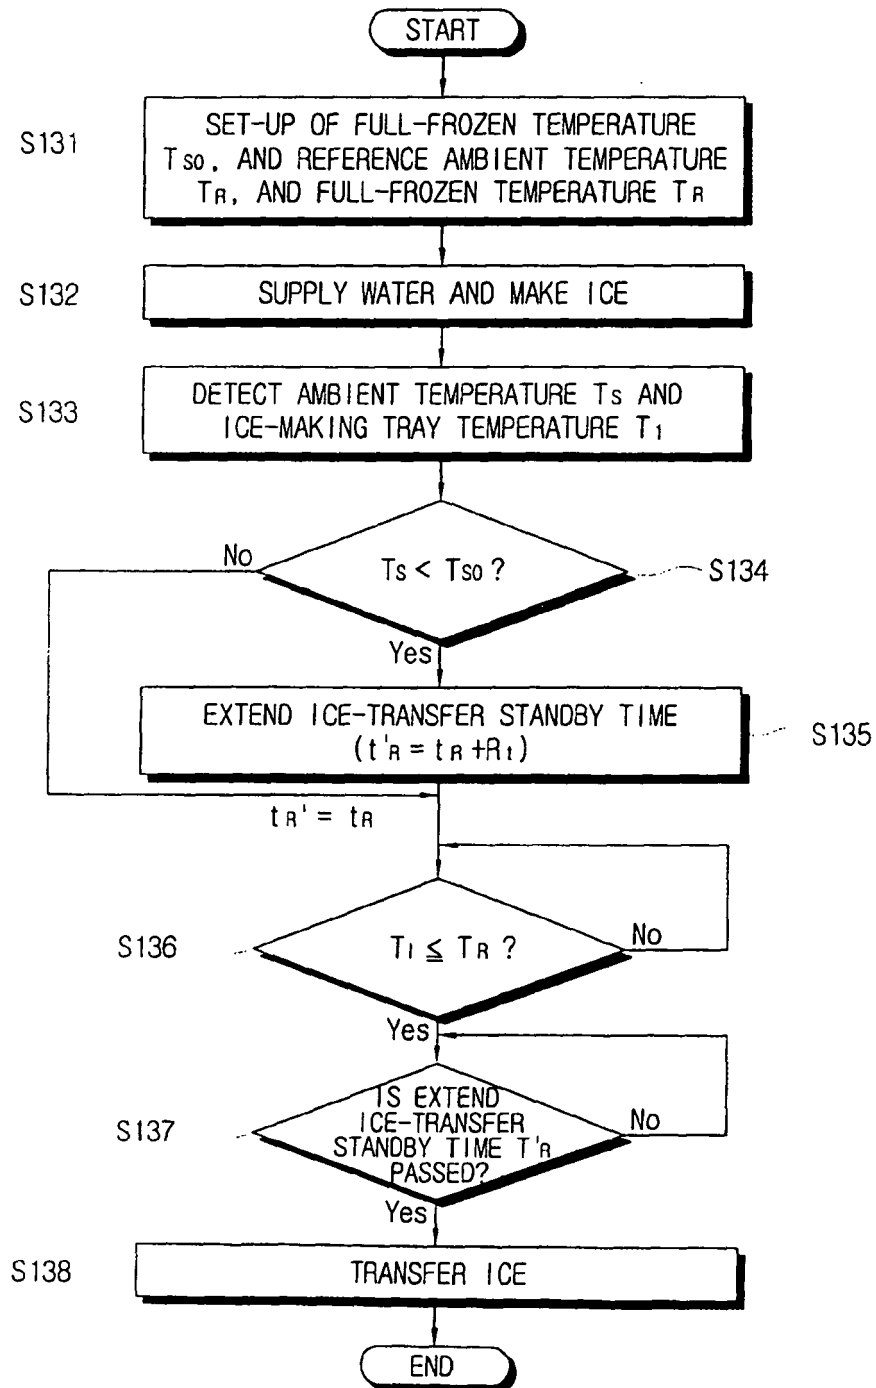 START
S131
SET-UP OF FULL-FROZEN TEMPERATURE
Tso, AND REFERENCE AMBIENT TEMPERATURE
TR, AND FULL-FROZEN TEMPERATURE TR
S132
SUPPLY WATER AND MAKE ICE
S133
DETECT AMBIENT TEMPERATURE Ts AND
ICE-MAKING TRAY TEMPERATURE T1
No
Ts < Tso ?
S134
Yes
EXTEND ICE-TRANSFER STANDBY TIME
(t'R = tR +Rt)
S135
tR' = tR
S136
TI ≦ TR ?
No
Yes
S137
IS EXTEND
ICE-TRANSFER
STANDBY TIME T'R
PASSED?
No
Yes
S138
TRANSFER ICE
END